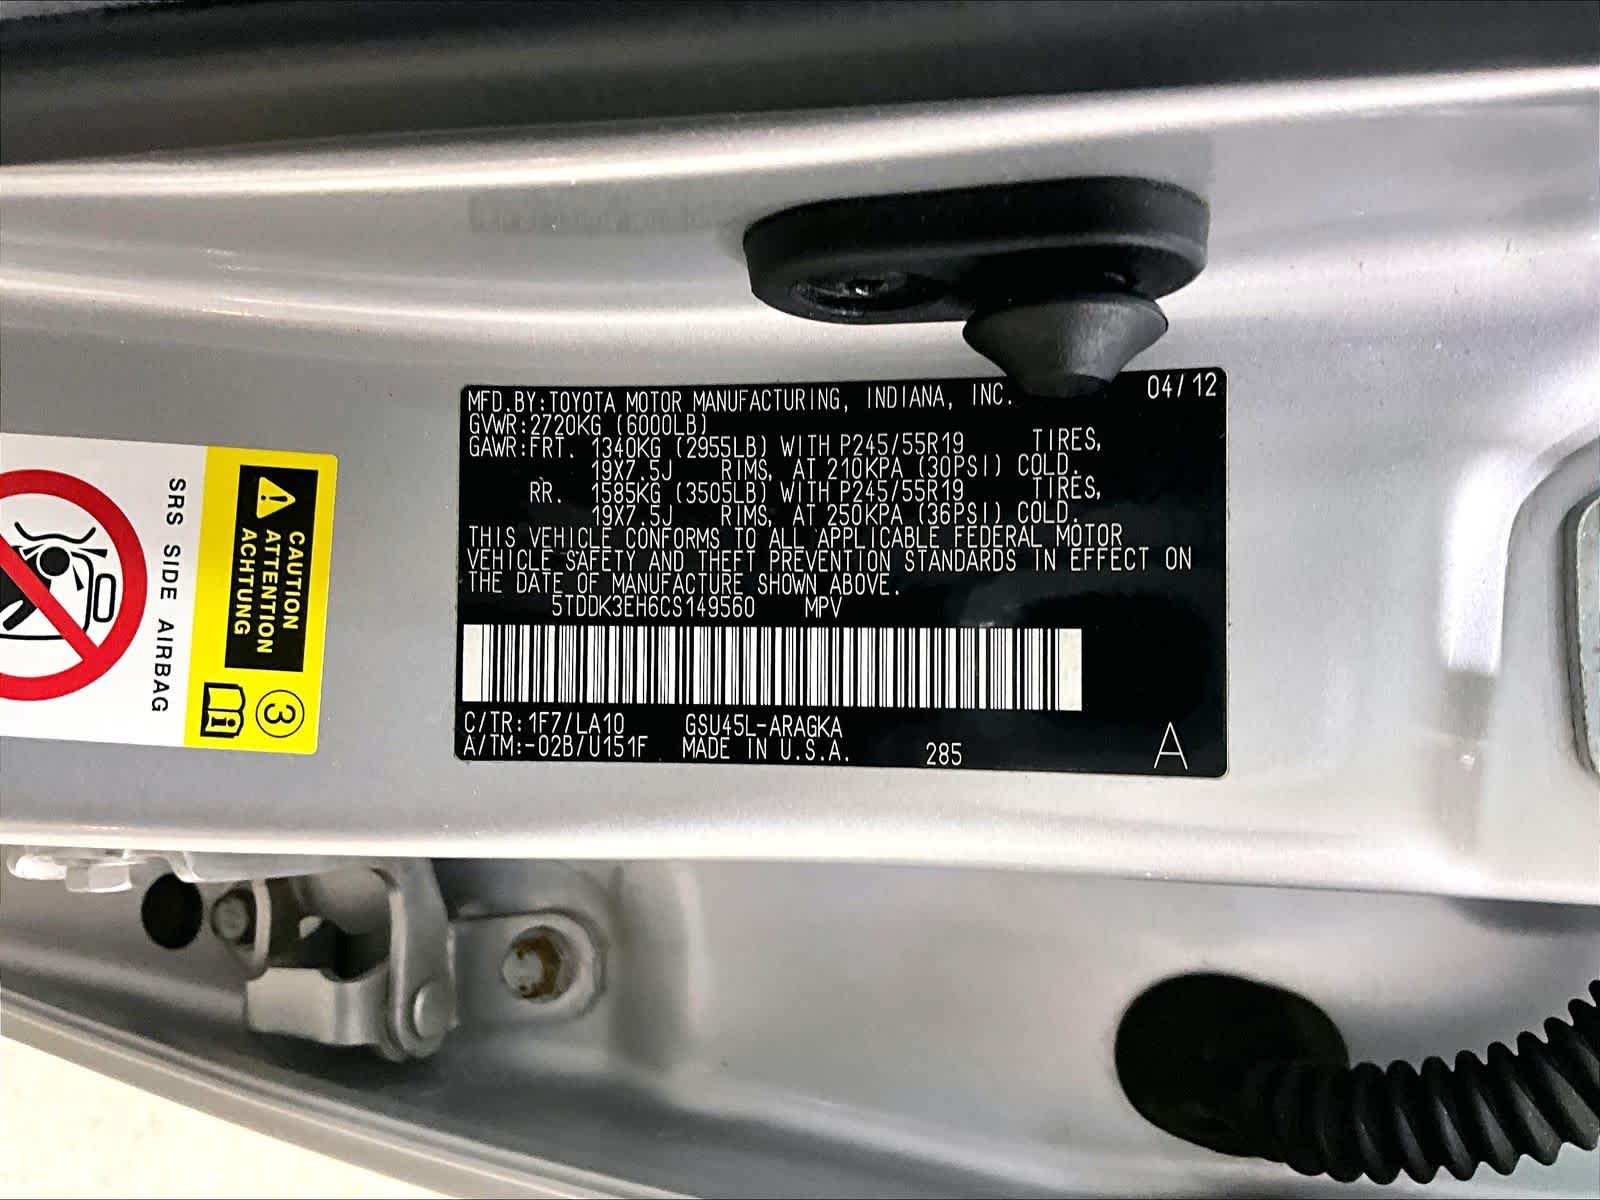 MFD.BY:TOYOTA MOTOR MANUFACTURING, INDIANA, INC. 04/12
GVWR:2720KG (6000LB)
GAWR:FRT. 1340KG (2955LB) WITH P245/55R19 TIRES,
19X7.5J RIMS, AT 210KPA (30PSI) COLD.
RR. 1585KG (3505LB) WITH P245/55R19 TIRES,
19X7.5J RIMS, AT 250KPA (36PSI) COLD.
THIS VEHICLE CONFORMS TO ALL APPLICABLE FEDERAL MOTOR
VEHICLE SAFETY AND THEFT PREVENTION STANDARDS IN EFFECT ON
THE DATE OF MANUFACTURE SHOWN ABOVE.
5TDDK3EH6CS149560 MPV
C/TR:1F7/LA10 GSU45L-ARAGKA
A/TM:-02B/U151F MADE IN U.S.A. 285 A
CAUTION
ATTENTION
ACHTUNG
3
SRS SIDE AIRBAG